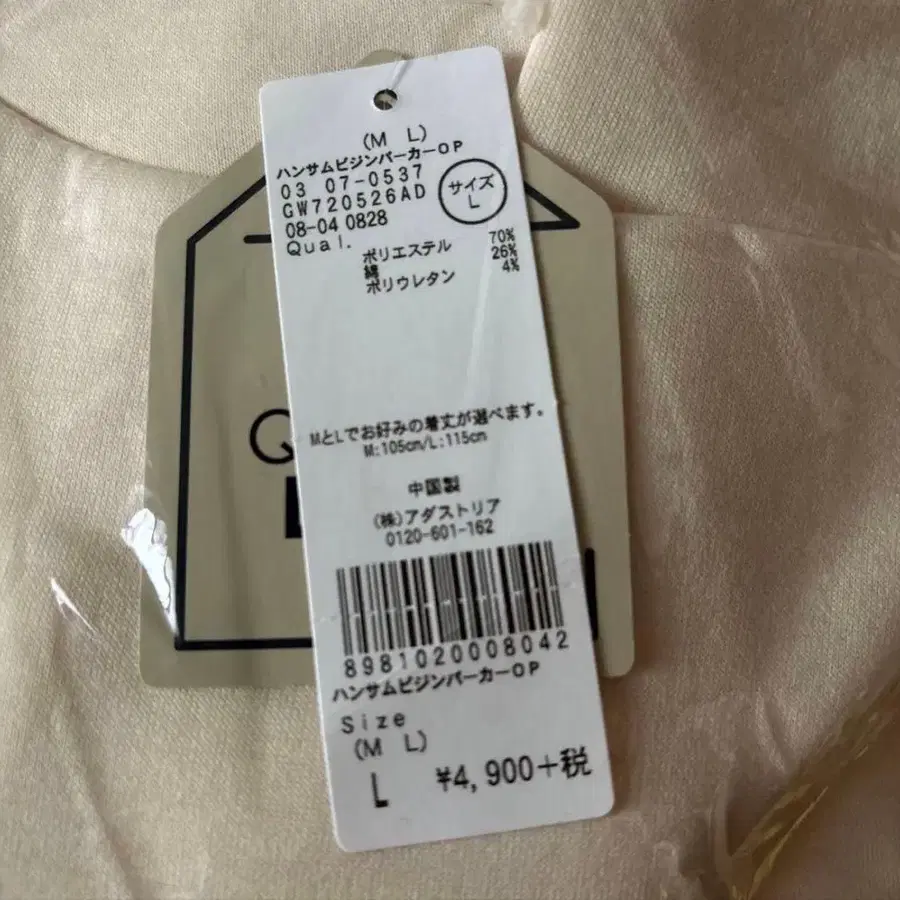 (M L)
ハンサムビジンパーカーOP
03 07-0537
GW720526AD
サイズ
L
08-04 0828
Qual.
ポリエステル 70%
綿 26%
ポリウレタン 4%
Q
MとLでお好みの着丈が選べます。
M:105cm/L:115cm
中国製
(株)アダストリア
0120-601-162
8981020008042
ハンサムビジンパーカーOP
Size
(M L)
L ¥4,900+税